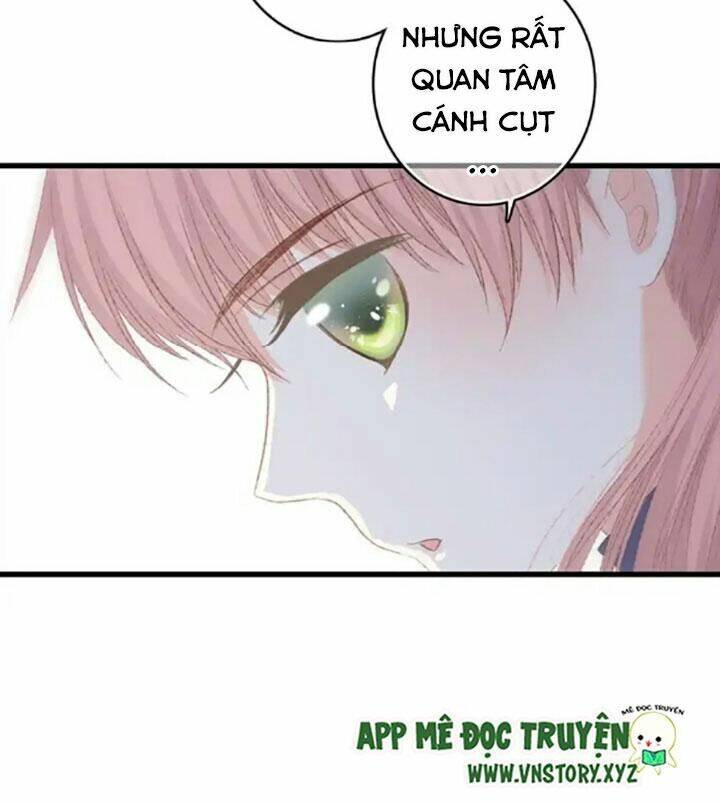 NHƯNG RẤT
QUAN TÂM
CÁNH CỤT
...
MÊ ĐỌC TRUYỆN
APP MÊ ĐỌC TRUYỆN
WWW.VNSTORY.XYZ